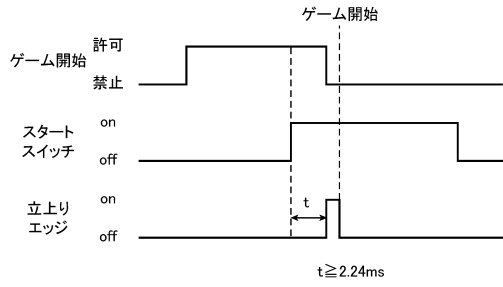 ゲーム開始
許可
ゲーム開始
禁止
on
スタート
スイッチ
off
on
立上り
エッジ
off
t
t≧2.24ms